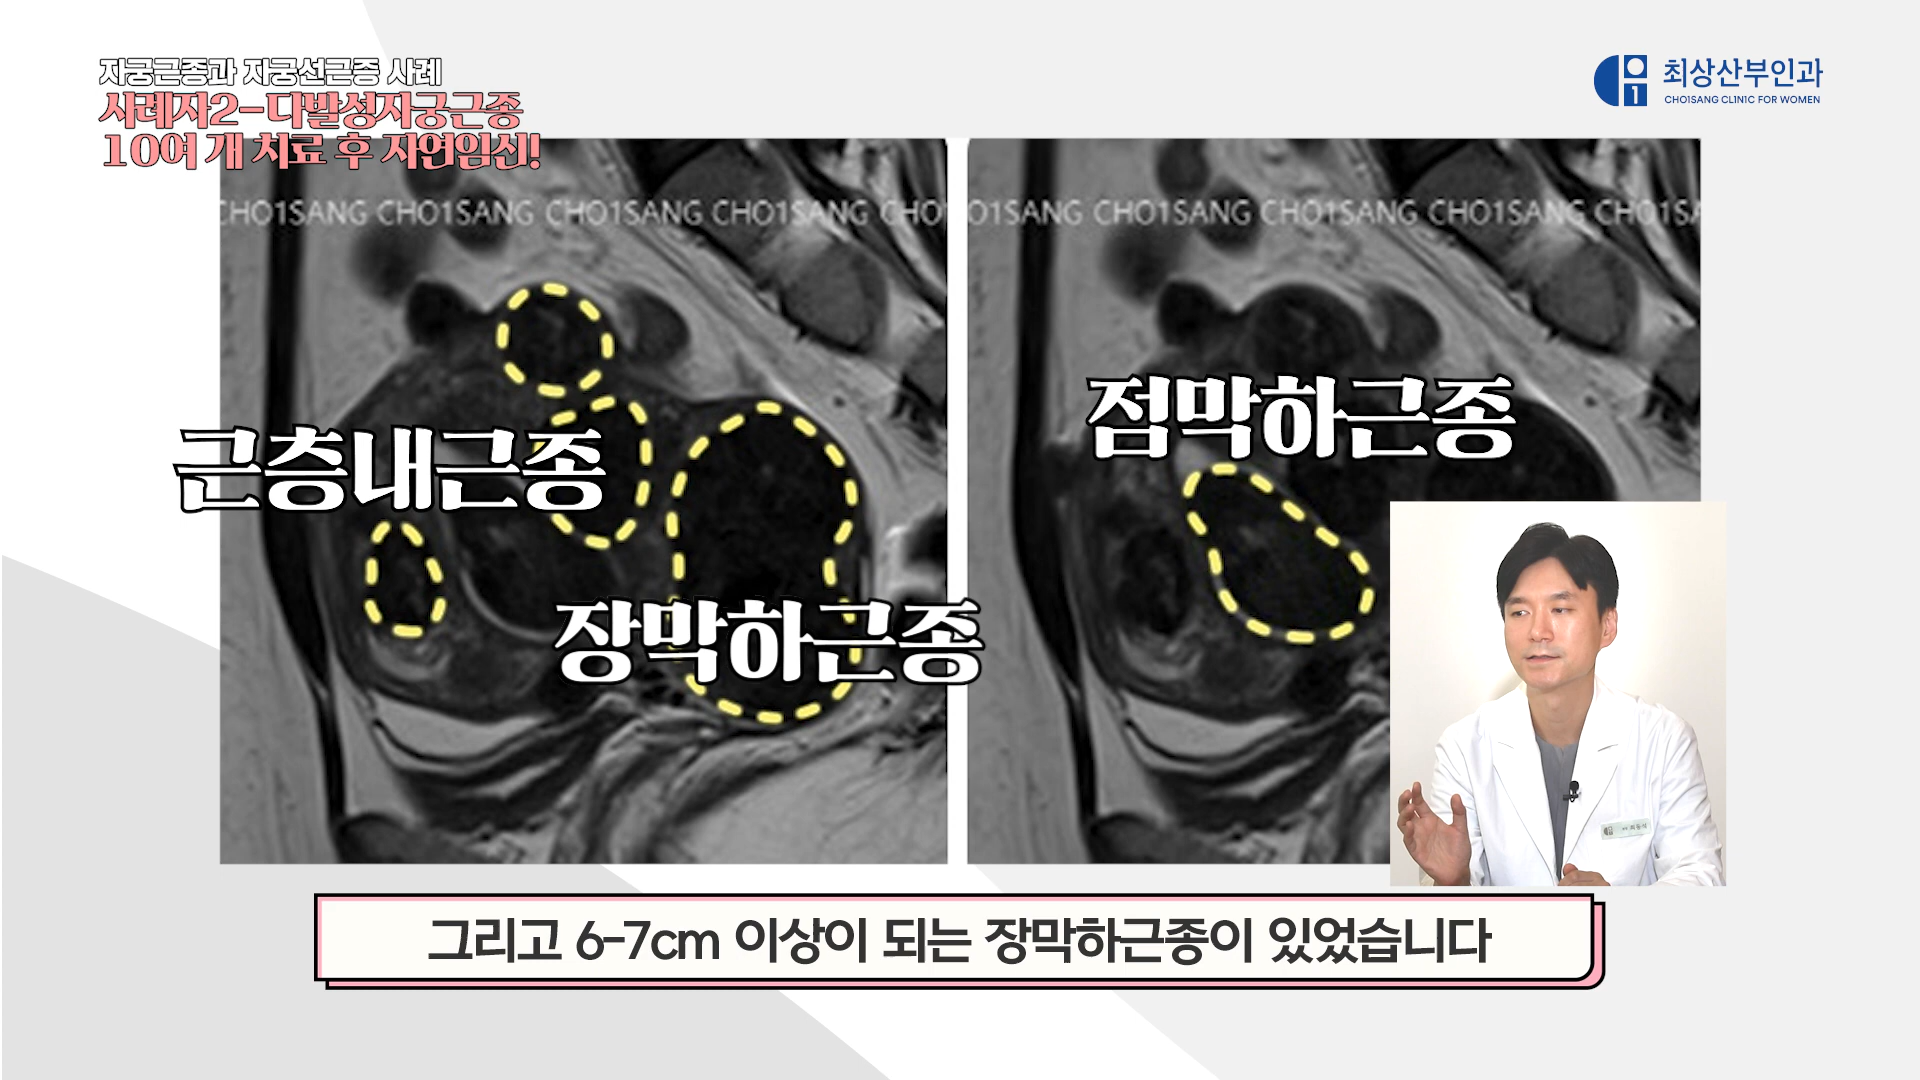 자궁근종과 자궁선근증 사례
사례자2-다발성자궁근종
10여 개 치료 후 자연임신!
최상산부인과
CHO1SANG CLINIC FOR WOMEN
CHO1SANG CHO1SANG CHO1SANG CHO1SANG CHO
O1SANG CHO1SANG CHO1SANG CHO1SANG CHO1SA
점막하근종
근층내근종
장막하근종
그리고 6-7cm 이상이 되는 장막하근종이 있었습니다